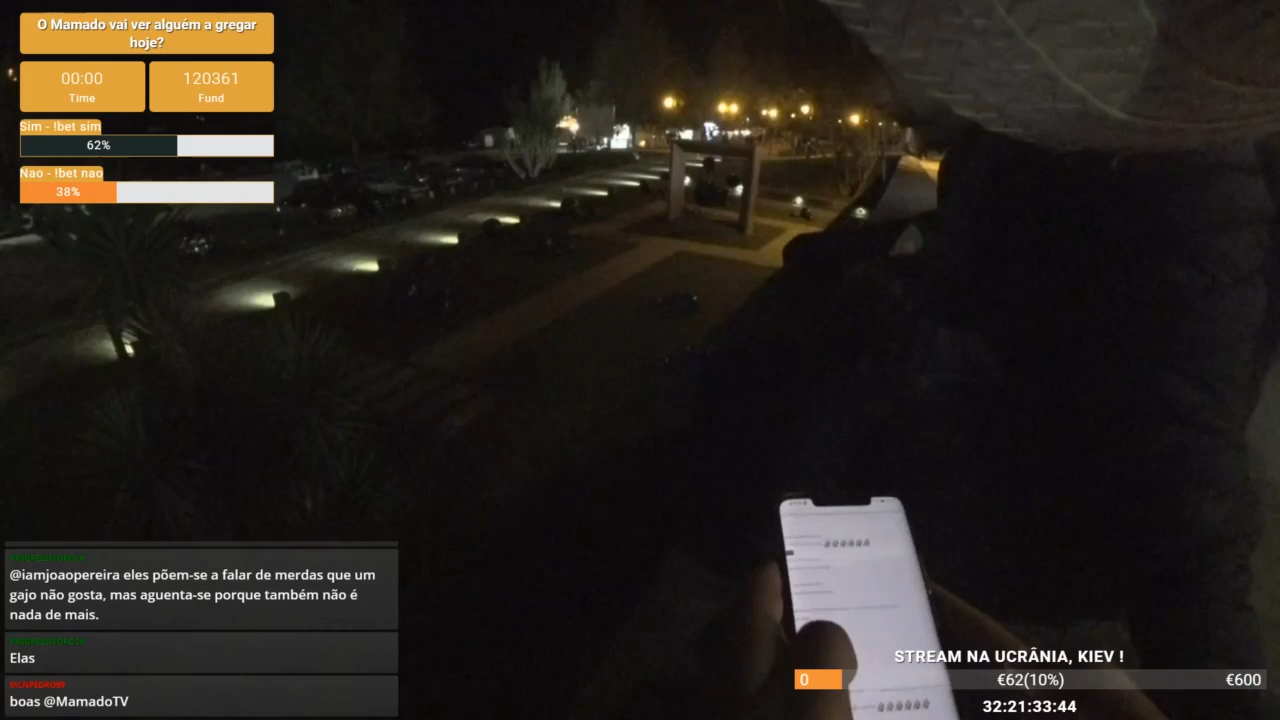 O Mamado vai ver alguém a gregar
hoje?
00:00
Time
120361
Fund
Sim - !bet sim
62%
Nao - !bet nao
38%
@iamjoaopereira eles põem-se a falar de merdas que um
gajo não gosta, mas aguenta-se porque também não é
nada de mais.
Elas
MCNPEDRO99
boas @MamadoTV
STREAM NA UCRÂNIA, KIEV !
0
€62(10%)
€600
32:21:33:44